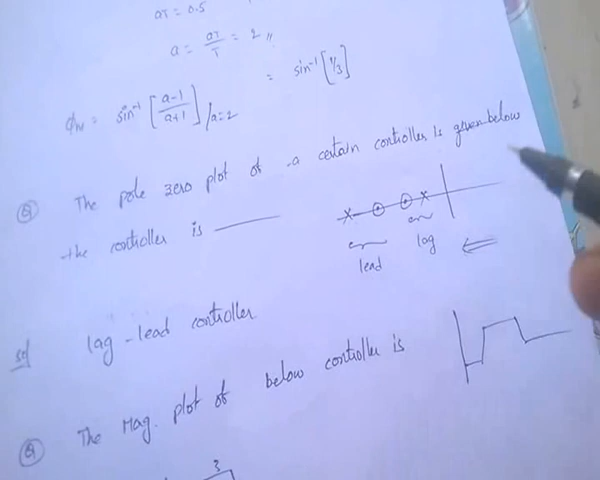 aT = 0.5
a = aT/T = 2 //
Φm = sin⁻¹ [a-1/a+1] / a=2 = sin⁻¹ [1/3]
Q The pole zero plot of a certain controller is given below
the controller is ______
lead lag
Sol lag-lead controller
Q The Mag. plot of below controller is
3